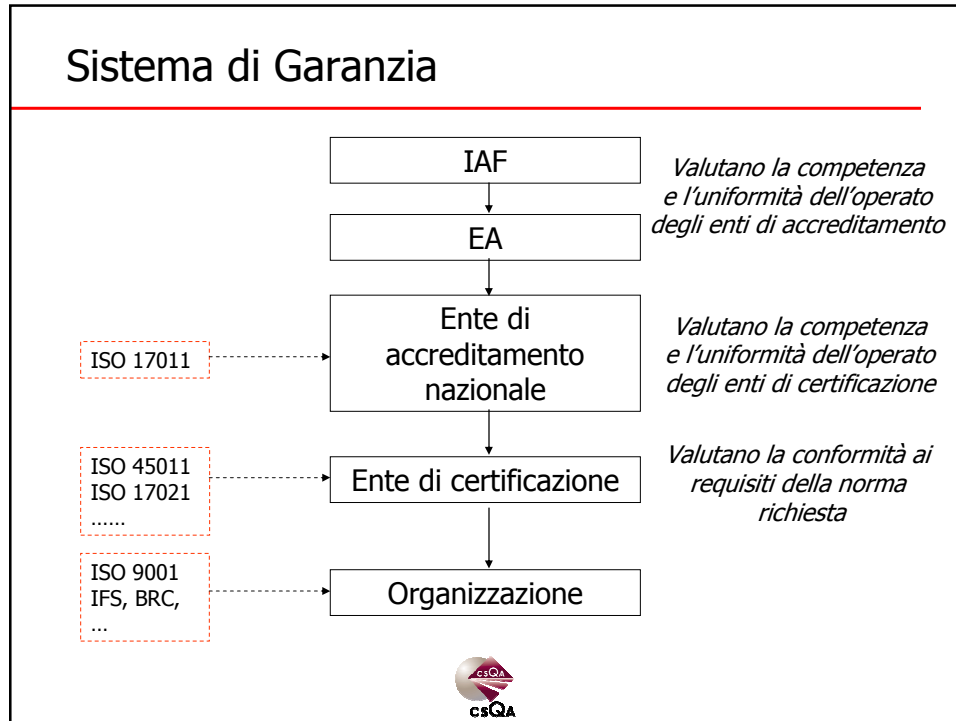 Sistema di Garanzia
IAF
Valutano la competenza
e l'uniformità dell'operato
degli enti di accreditamento
EA
Ente di
accreditamento
nazionale
ISO 17011
Valutano la competenza
e l'uniformità dell'operato
degli enti di certificazione
ISO 45011
ISO 17021
......
Ente di certificazione
Valutano la conformità ai
requisiti della norma
richiesta
ISO 9001
IFS, BRC,
...
Organizzazione
csQA
csQA